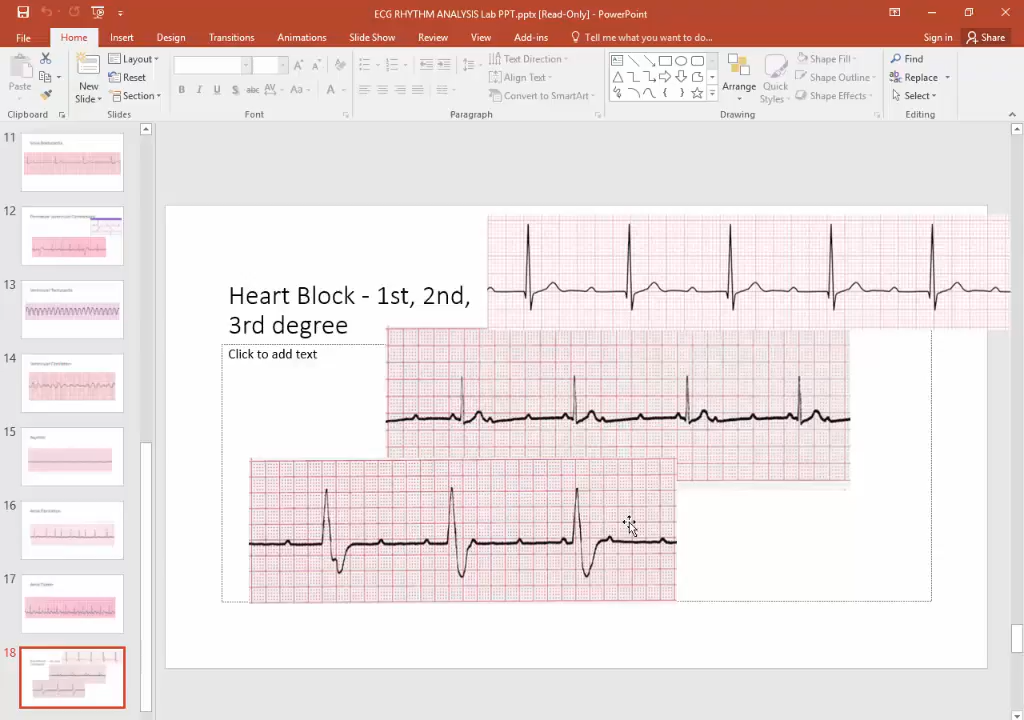 ECG RHYTHM ANALYSIS Lab PPT.pptx [Read-Only] - PowerPoint
File Home Insert Design Transitions Animations Slide Show Review View Add-ins Tell me what you want to do... Sign in Share
Paste
New
Slide
Layout
Reset
Section
B I U S abc AV Aa A
Text Direction
Align Text
Convert to SmartArt
Arrange
Quick
Styles
Shape Fill
Shape Outline
Shape Effects
Find
Replace
Select
Clipboard Slides Font Paragraph Drawing Editing
11
12
13
14
15
16
17
18
Heart Block - 1st, 2nd,
3rd degree
Click to add text